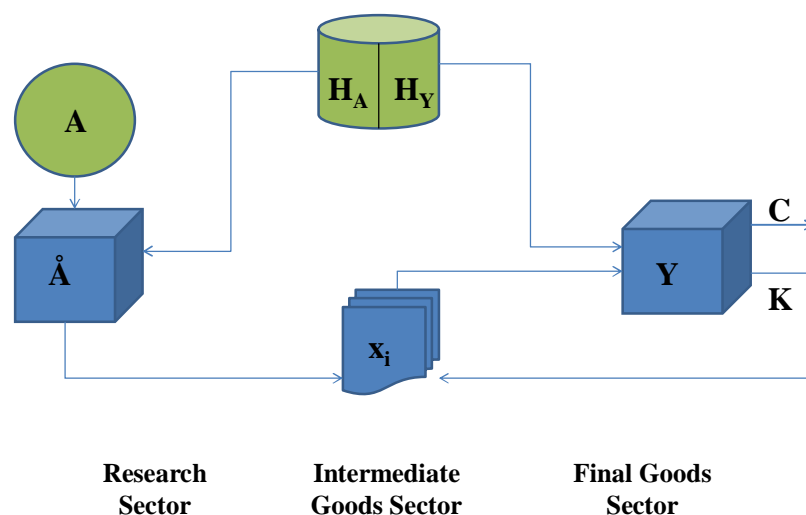 A
H_A H_Y
Å
x_i
Y
C
K
Research
Sector
Intermediate
Goods Sector
Final Goods
Sector